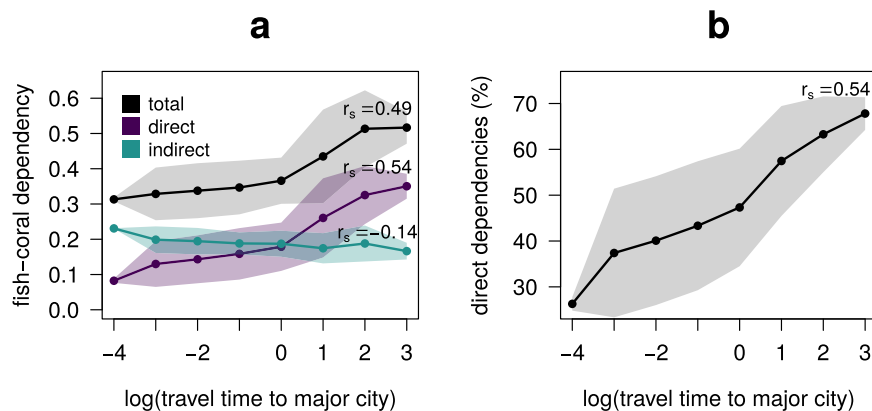 a
fish−coral dependency
0.6
0.5
0.4
0.3
0.2
0.1
0.0
total
direct
indirect
rs =0.49
rs =0.54
rs =−0.14
−4
−2
0
1
2
3
log(travel time to major city)
b
direct dependencies (%)
70
60
50
40
30
rs =0.54
−4
−2
0
1
2
3
log(travel time to major city)